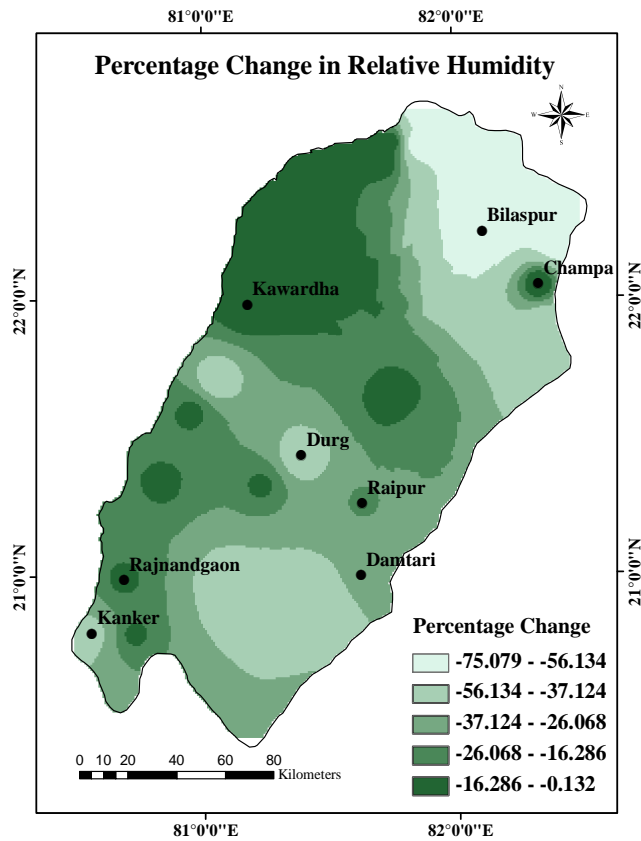 81°0'0"E 82°0'0"E
Percentage Change in Relative Humidity
N
W E
S
Bilaspur
Champa
22°0'0"N 22°0'0"N
Kawardha
Durg
Raipur
Damtari
21°0'0"N 21°0'0"N
Rajnandgaon
Kanker
Percentage Change
-75.079 - -56.134
-56.134 - -37.124
-37.124 - -26.068
-26.068 - -16.286
-16.286 - -0.132
0 10 20 40 60 80
Kilometers
81°0'0"E 82°0'0"E